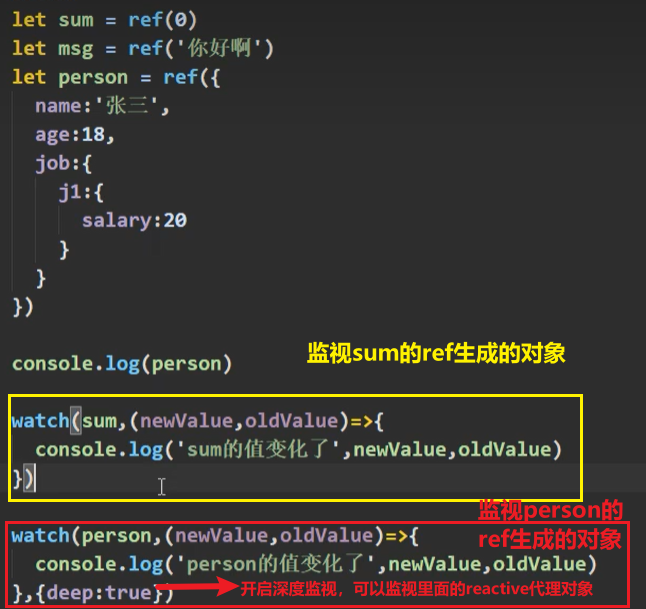 let sum = ref(0)
let msg = ref('你好啊')
let person = ref({
name:'张三',
age:18,
job:{
j1:{
salary:20
}
}
})
console.log(person)
监视sum的ref生成的对象
watch(sum,(newValue,oldValue)=>{
console.log('sum的值变化了',newValue,oldValue)
})
监视person的
ref生成的对象
watch(person,(newValue,oldValue)=>{
console.log('person的值变化了',newValue,oldValue)
},{deep:true})
开启深度监视，可以监视里面的reactive代理对象